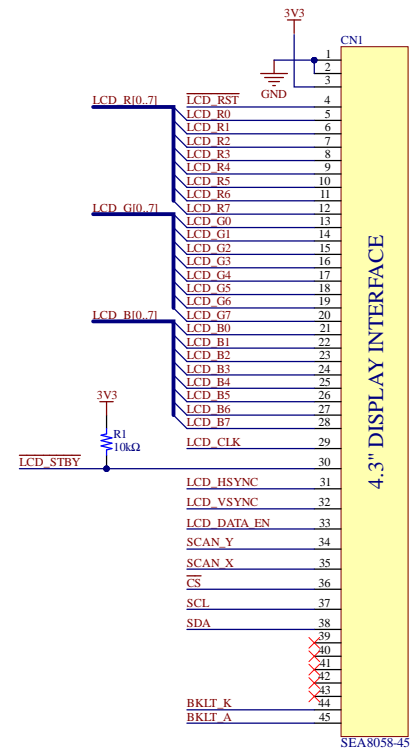 3V3
CN1
1
2
3
GND
LCD_R[0..7]
LCD_RST 4
LCD_R0 5
LCD_R1 6
LCD_R2 7
LCD_R3 8
LCD_R4 9
LCD_R5 10
LCD_R6 11
LCD_R7 12
LCD_G[0..7]
LCD_G0 13
LCD_G1 14
LCD_G2 15
LCD_G3 16
LCD_G4 17
LCD_G5 18
LCD_G6 19
LCD_G7 20
LCD_B[0..7]
LCD_B0 21
LCD_B1 22
LCD_B2 23
LCD_B3 24
LCD_B4 25
LCD_B5 26
LCD_B6 27
LCD_B7 28
3V3
R1
10kΩ
LCD_CLK 29
LCD_STBY 30
LCD_HSYNC 31
LCD_VSYNC 32
LCD_DATA_EN 33
SCAN_Y 34
SCAN_X 35
CS 36
SCL 37
SDA 38
39
40
41
42
43
BKLT_K 44
BKLT_A 45
4.3" DISPLAY INTERFACE
SEA8058-45